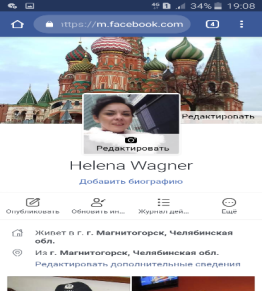 34% 19:08
https://m.facebook.com
4
Редактировать
Редактировать
Helena Wagner
Добавить биографию
Опубликовать Обновить ин... Журнал дей... Ещё
Живет в г. г. Магнитогорск, Челябинская
обл.
Из г. Магнитогорск, Челябинская обл.
Редактировать дополнительные сведения